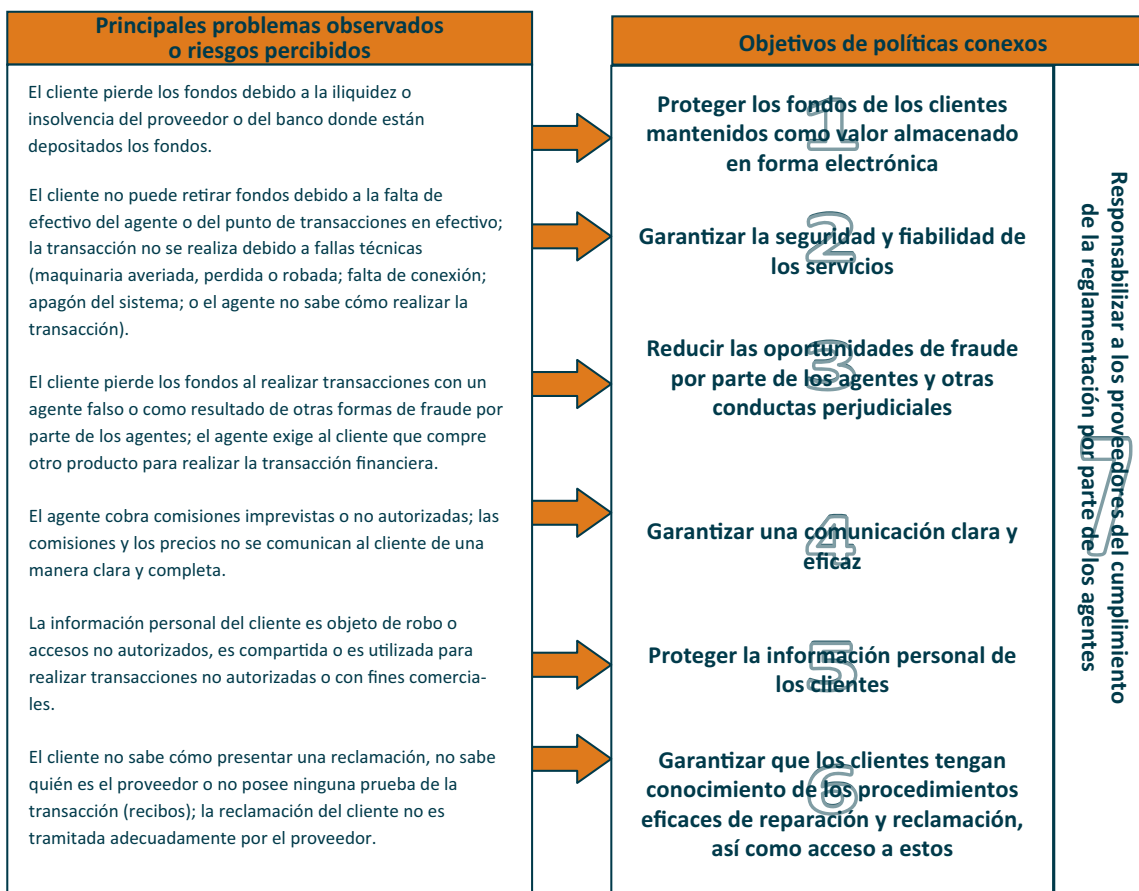 Principales problemas observados
o riesgos percibidos
El cliente pierde los fondos debido a la iliquidez o
insolvencia del proveedor o del banco donde están
depositados los fondos.
El cliente no puede retirar fondos debido a la falta de
efectivo del agente o del punto de transacciones en efectivo;
la transacción no se realiza debido a fallas técnicas
(maquinaria averiada, perdida o robada; falta de conexión;
apagón del sistema; o el agente no sabe cómo realizar la
transacción).
El cliente pierde los fondos al realizar transacciones con un
agente falso o como resultado de otras formas de fraude por
parte de los agentes; el agente exige al cliente que compre
otro producto para realizar la transacción financiera.
El agente cobra comisiones imprevistas o no autorizadas; las
comisiones y los precios no se comunican al cliente de una
manera clara y completa.
La información personal del cliente es objeto de robo o
accesos no autorizados, es compartida o es utilizada para
realizar transacciones no autorizadas o con fines comercia-
les.
El cliente no sabe cómo presentar una reclamación, no sabe
quién es el proveedor o no posee ninguna prueba de la
transacción (recibos); la reclamación del cliente no es
tramitada adecuadamente por el proveedor.
Objetivos de políticas conexos
1
Proteger los fondos de los clientes
mantenidos como valor almacenado
en forma electrónica
2
Garantizar la seguridad y fiabilidad de
los servicios
3
Reducir las oportunidades de fraude
por parte de los agentes y otras
conductas perjudiciales
4
Garantizar una comunicación clara y
eficaz
5
Proteger la información personal de
los clientes
6
Garantizar que los clientes tengan
conocimiento de los procedimientos
eficaces de reparación y reclamación,
así como acceso a estos
7
Responsabilizar a los proveedores del cumplimiento
de la reglamentación por parte de los agentes